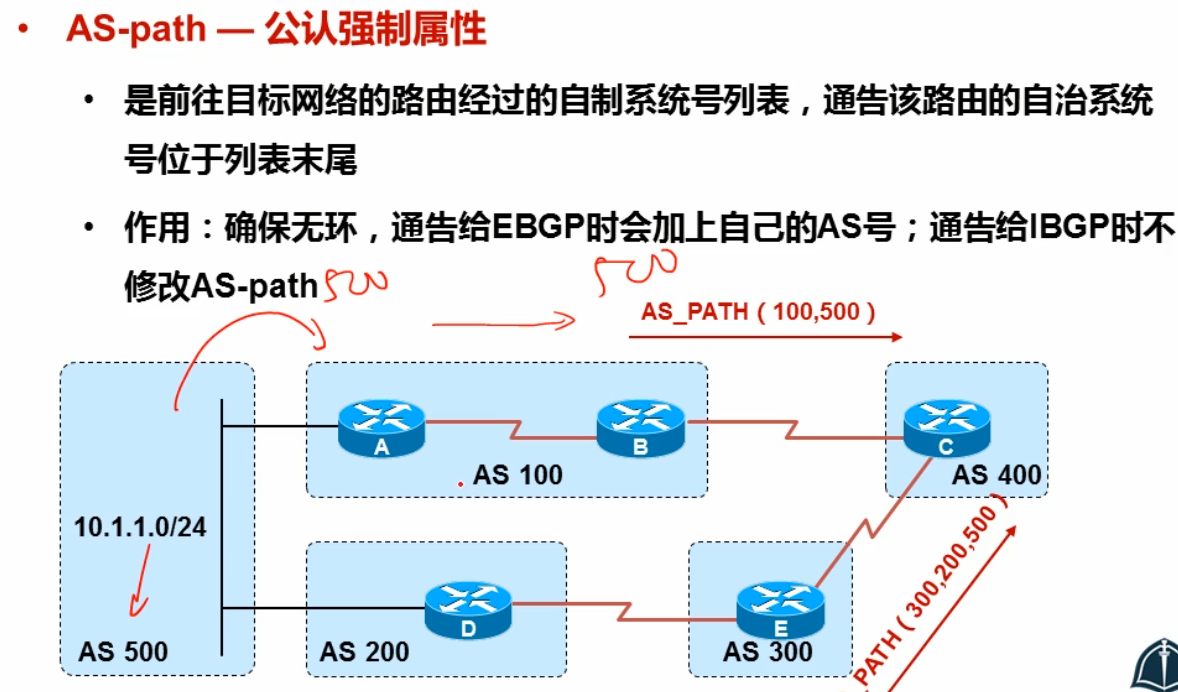 • AS-path — 公认强制属性
• 是前往目标网络的路由经过的自制系统号列表，通告该路由的自治系统
号位于列表末尾
• 作用：确保无环，通告给EBGP时会加上自己的AS号；通告给IBGP时不
修改AS-path 500
500
AS_PATH（100,500）
A
B
C
AS 100
AS 400
10.1.1.0/24
PATH（300,200,500）
D
E
AS 500
AS 200
AS 300